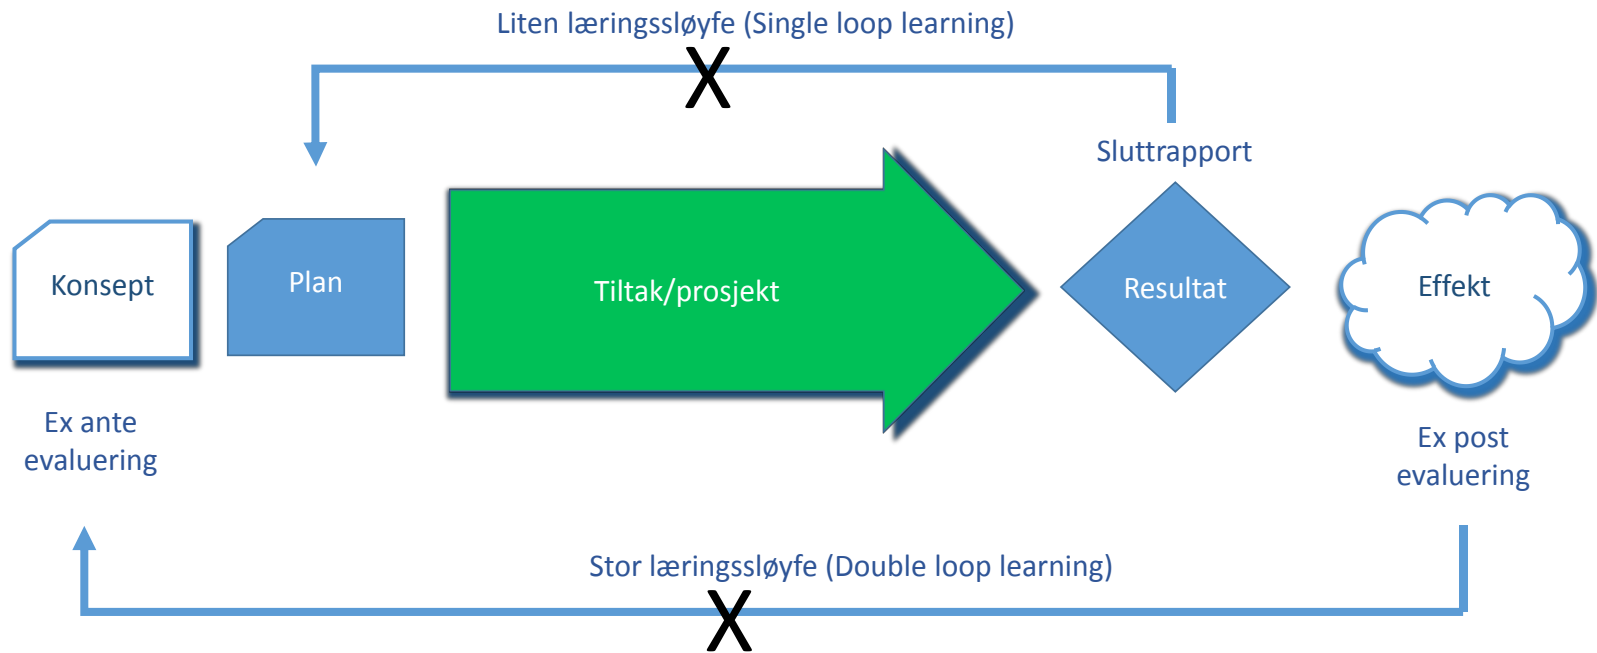 Liten læringssløyfe (Single loop learning)
X
Sluttrapport
Konsept
Plan
Tiltak/prosjekt
Resultat
Effekt
Ex ante
evaluering
Ex post
evaluering
Stor læringssløyfe (Double loop learning)
X